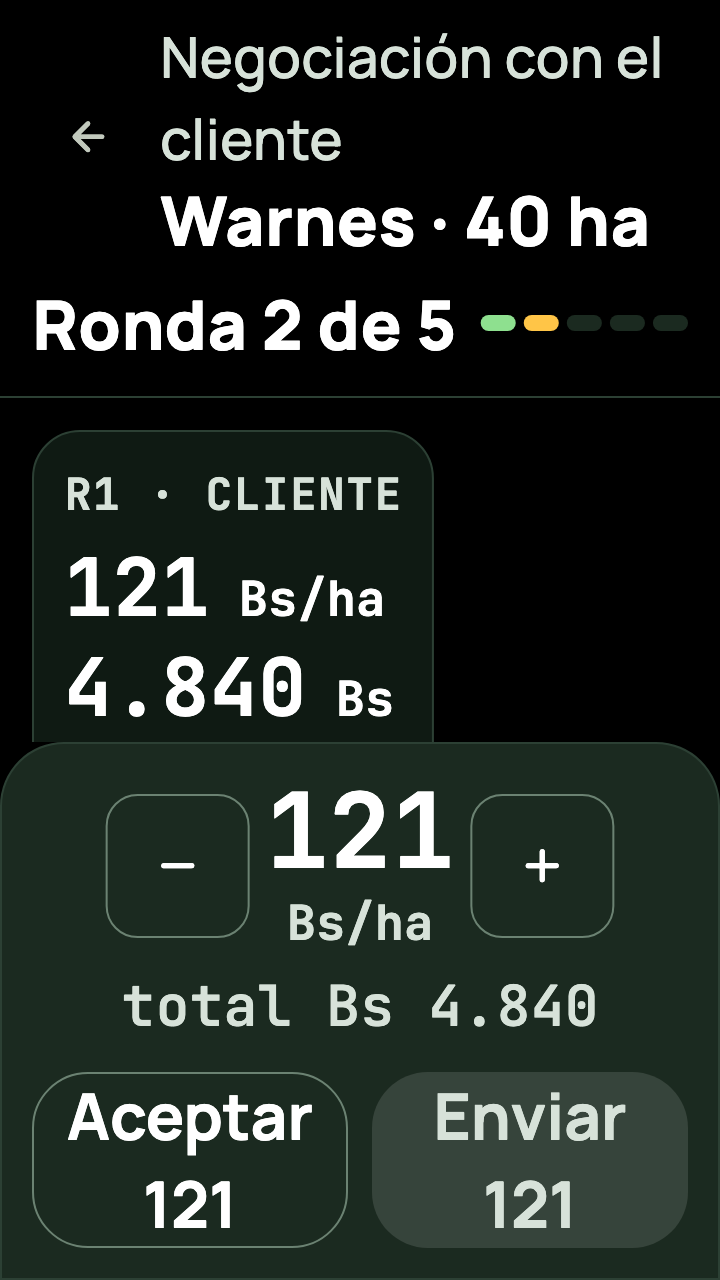 Negociación con el
cliente
Warnes · 40 ha
Ronda 2 de 5
R1 · CLIENTE
121 Bs/ha
4.840 Bs
121
Bs/ha
total Bs 4.840
Aceptar
121
Enviar
121